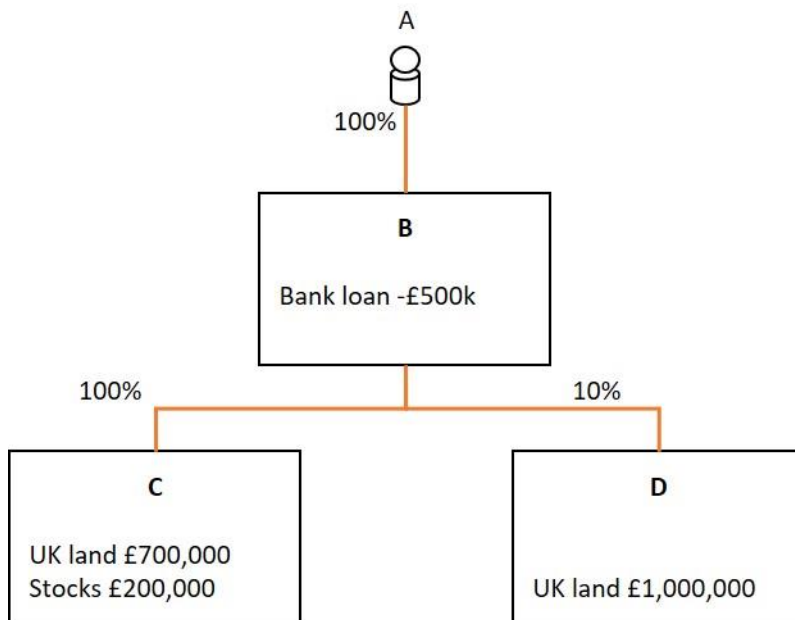 A
100%
B
Bank loan -£500k
100%
10%
C
UK land £700,000
Stocks £200,000
D
UK land £1,000,000